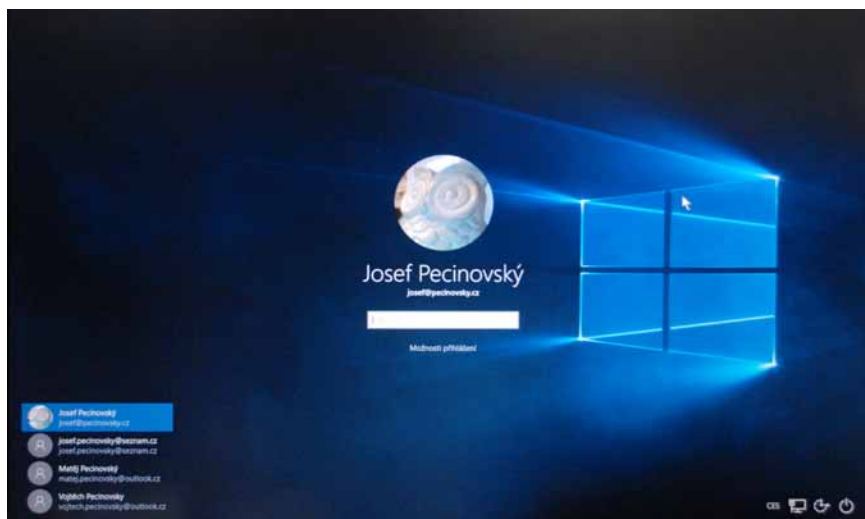 Josef Pecinovský
josef@pecinovsky.cz
Možnosti přihlášení
Josef Pecinovský
josef@pecinovsky.cz
josef.pecinovsky@seznam.cz
josef.pecinovsky@seznam.cz
Matěj Pecinovský
matej.pecinovsky@outlook.cz
Vojtěch Pecinovsky
vojtech.pecinovsky@outlook.cz
CES